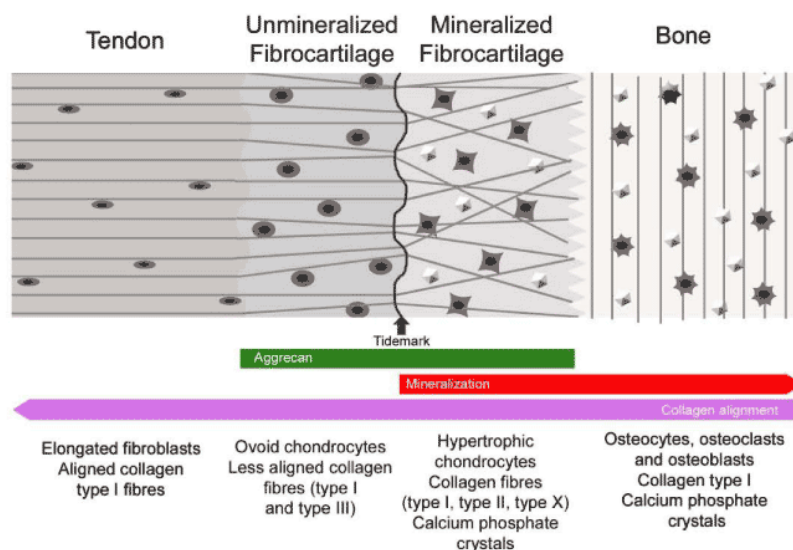 Tendon
Unmineralized
Fibrocartilage
Mineralized
Fibrocartilage
Bone
Tidemark
Aggrecan
Mineralization
Collagen alignment
Elongated fibroblasts
Aligned collagen
type I fibres
Ovoid chondrocytes
Less aligned collagen
fibres (type I
and type III)
Hypertrophic
chondrocytes
Collagen fibres
(type I, type II, type X)
Calcium phosphate
crystals
Osteocytes, osteoclasts
and osteoblasts
Collagen type I
Calcium phosphate
crystals